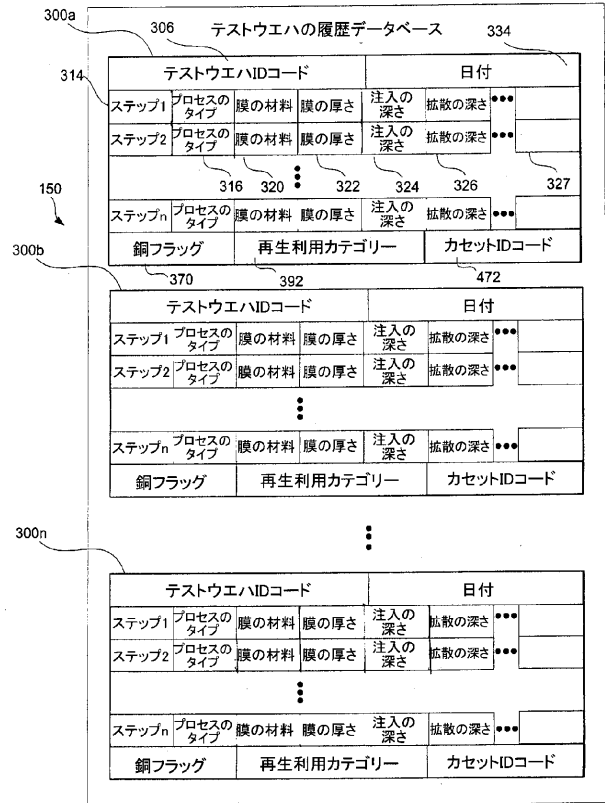 テストウエハの履歴データベース
300a
306
334
テストウエハIDコード 日付
314
ステップ1 プロセスのタイプ 膜の材料 膜の厚さ 注入の深さ 拡散の深さ •••
ステップ2 プロセスのタイプ 膜の材料 膜の厚さ 注入の深さ 拡散の深さ •••
316 320 322 324 326 327
150
ステップn プロセスのタイプ 膜の材料 膜の厚さ 注入の深さ 拡散の深さ •••
銅フラッグ 再生利用カテゴリー カセットIDコード
370 392 472
300b
テストウエハIDコード 日付
ステップ1 プロセスのタイプ 膜の材料 膜の厚さ 注入の深さ 拡散の深さ •••
ステップ2 プロセスのタイプ 膜の材料 膜の厚さ 注入の深さ 拡散の深さ •••
ステップn プロセスのタイプ 膜の材料 膜の厚さ 注入の深さ 拡散の深さ •••
銅フラッグ 再生利用カテゴリー カセットIDコード
300n
テストウエハIDコード 日付
ステップ1 プロセスのタイプ 膜の材料 膜の厚さ 注入の深さ 拡散の深さ •••
ステップ2 プロセスのタイプ 膜の材料 膜の厚さ 注入の深さ 拡散の深さ •••
ステップn プロセスのタイプ 膜の材料 膜の厚さ 注入の深さ 拡散の深さ •••
銅フラッグ 再生利用カテゴリー カセットIDコード